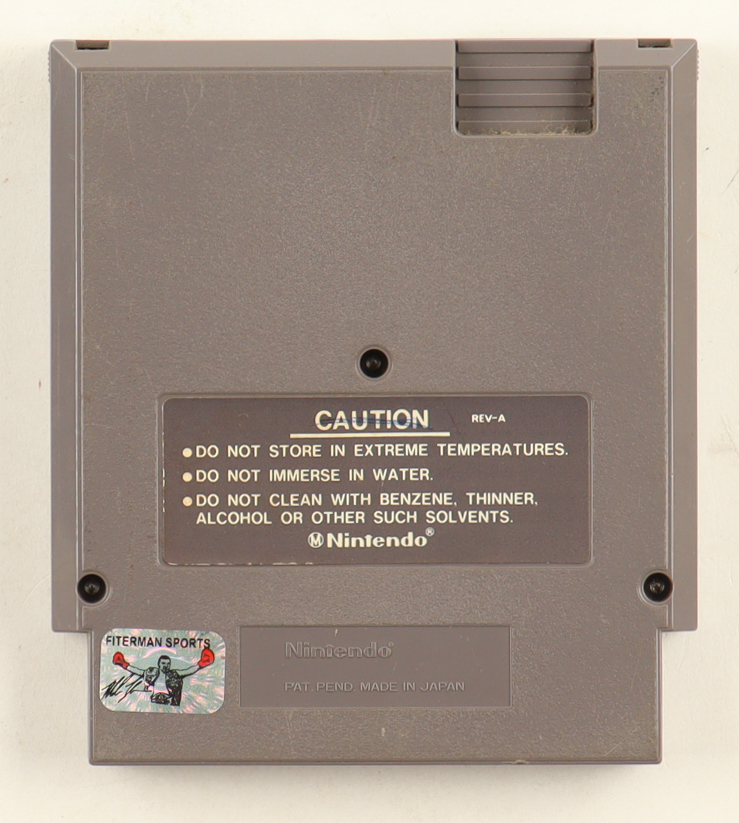 CAUTION REV-A
● DO NOT STORE IN EXTREME TEMPERATURES.
● DO NOT IMMERSE IN WATER.
● DO NOT CLEAN WITH BENZENE, THINNER,
ALCOHOL OR OTHER SUCH SOLVENTS.
Ⓜ Nintendo®
FITERMAN SPORTS
Nintendo®
PAT. PEND. MADE IN JAPAN